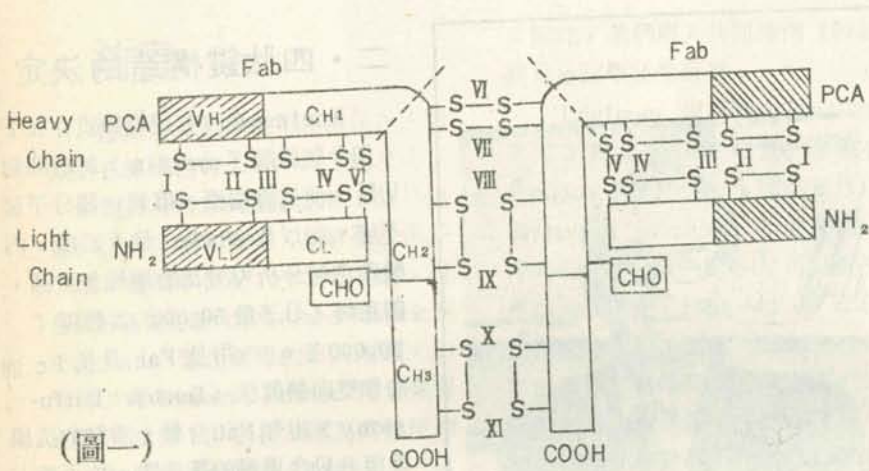 Fab
Fab
Heavy
Chain
PCA
VH
CH1
S S
VI
S S
VII
VIII
PCA
S S S S S S
I II III IV V
S S S S S S
V IV III II I
Light
Chain
NH2
VL
CL
CH2
CHO
S S
S S
IX
CHO
NH2
CH3
S S
X
S S
XI
COOH
COOH
(圖一)